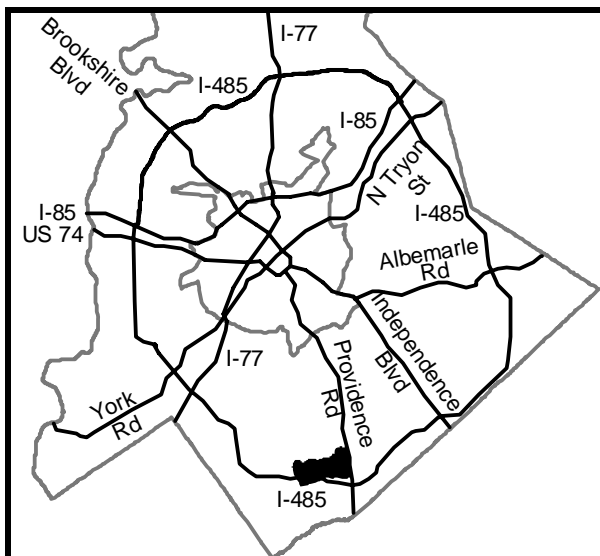 I-77
Brookshire
Blvd
I-485
I-85
N Tryon
St
I-85
I-485
US 74
Albemarle
Rd
Independence
Blvd
I-77
Providence
Rd
York
Rd
I-485